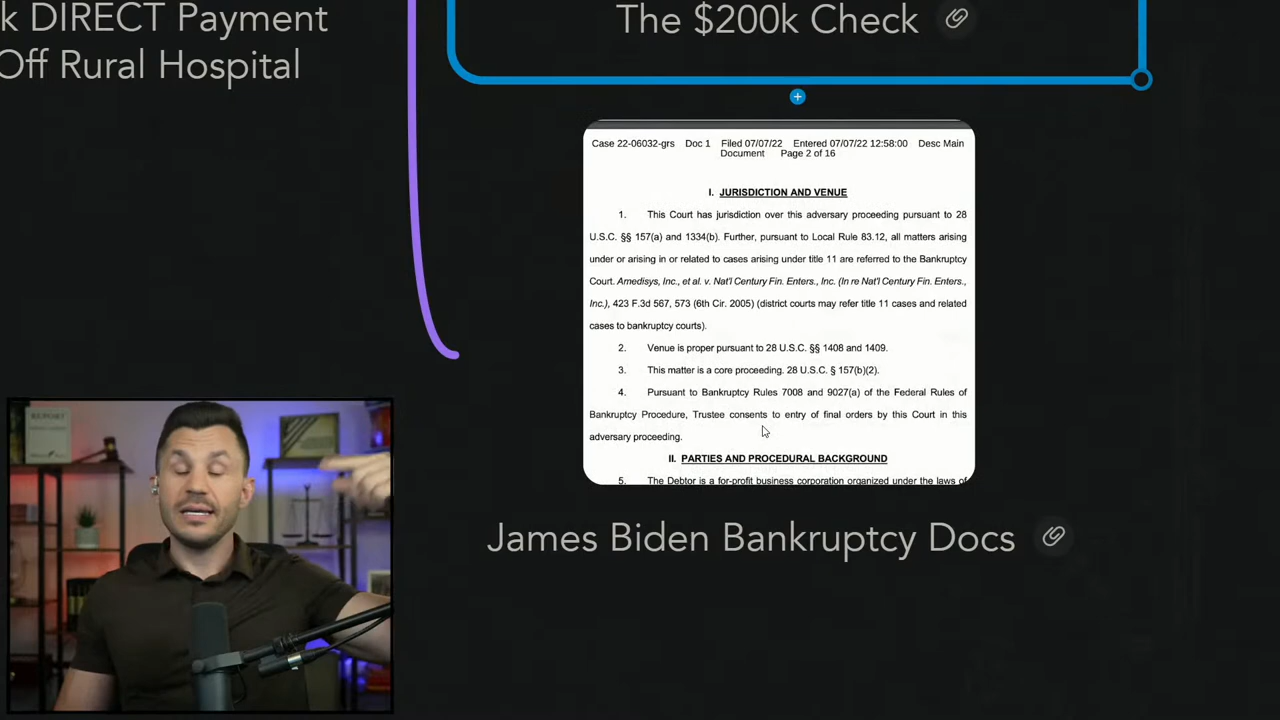 k DIRECT Payment
Off Rural Hospital
The $200k Check
Case 22-06032-grs Doc 1 Filed 07/07/22 Entered 07/07/22 12:58:00 Desc Main
Document Page 2 of 16
I. JURISDICTION AND VENUE
1. This Court has jurisdiction over this adversary proceeding pursuant to 28
U.S.C. §§ 157(a) and 1334(b). Further, pursuant to Local Rule 83.12, all matters arising
under or arising in or related to cases arising under title 11 are referred to the Bankruptcy
Court. Amedisys, Inc., et al. v. Nat'l Century Fin. Enters., Inc. (In re Nat'l Century Fin. Enters.,
Inc.), 423 F.3d 567, 573 (6th Cir. 2005) (district courts may refer title 11 cases and related
cases to bankruptcy courts).
2. Venue is proper pursuant to 28 U.S.C. §§ 1408 and 1409.
3. This matter is a core proceeding. 28 U.S.C. § 157(b)(2).
4. Pursuant to Bankruptcy Rules 7008 and 9027(a) of the Federal Rules of
Bankruptcy Procedure, Trustee consents to entry of final orders by this Court in this
adversary proceeding.
II. PARTIES AND PROCEDURAL BACKGROUND
5. The Debtor is a for-profit business corporation organized under the laws of
James Biden Bankruptcy Docs
REPORT